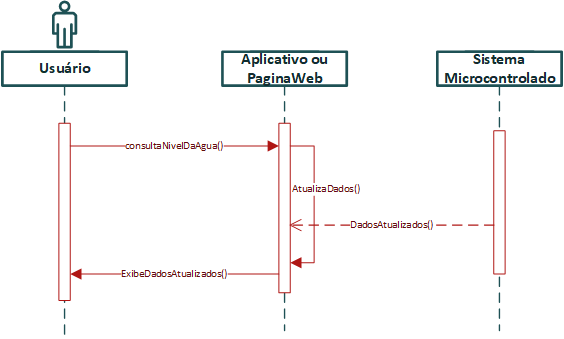 Usuário
Aplicativo ou
PaginaWeb
Sistema
Microcontrolado
consultaNivelDaAgua()
AtualizaDados()
DadosAtualizados()
ExibeDadosAtualizados()